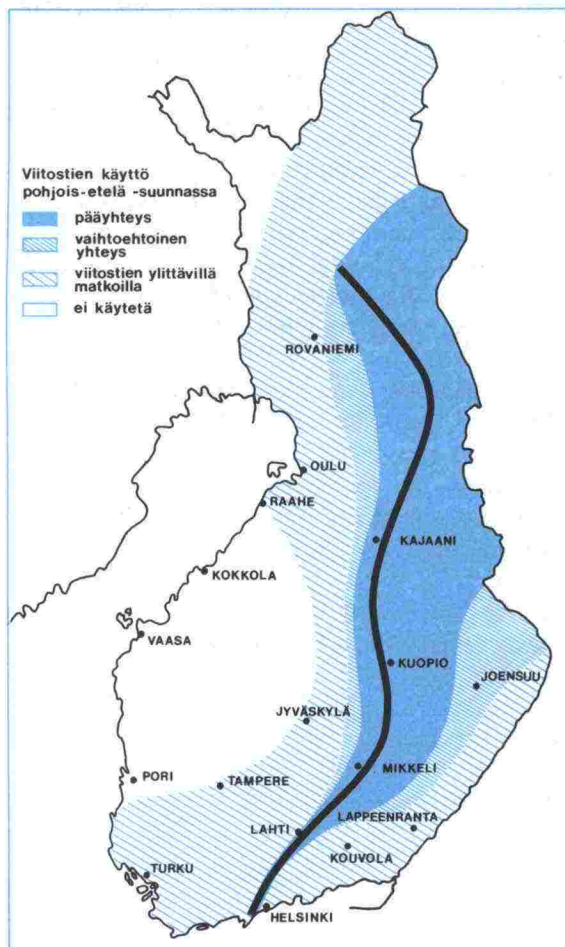 Viitostien käyttö
pohjois-etelä -suunnassa
pääyhteys
vaihtoehtoinen
yhteys
viitostien ylittävillä
matkoilla
ei käytetä
ROVANIEMI
OULU
RAAHE
KAJAANI
KOKKOLA
VAASA
KUOPIO
JOENSUU
JYVÄSKYLÄ
MIKKELI
PORI
TAMPERE
LAPPEENRANTA
LAHTI
KOUVOLA
TURKU
HELSINKI